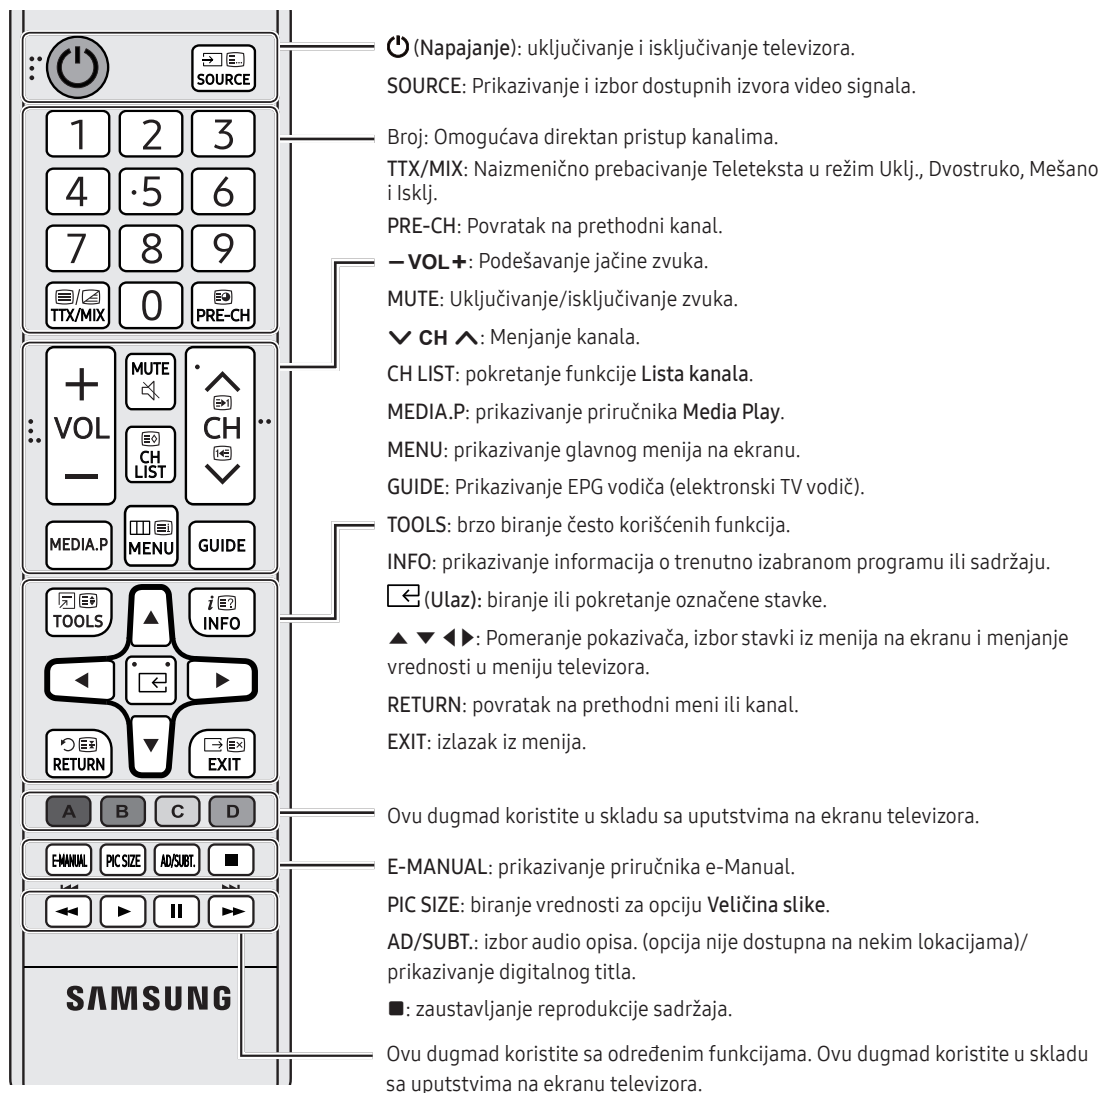 SOURCE
1 2 3
4 ·5 6
7 8 9
TTX/MIX 0 PRE-CH
+ VOL −
MUTE
CH LIST
CH
MEDIA.P MENU GUIDE
TOOLS INFO
RETURN EXIT
A B C D
E-MANUAL PIC SIZE AD/SUBT.
SAMSUNG
(Napajanje): uključivanje i isključivanje televizora.
SOURCE: Prikazivanje i izbor dostupnih izvora video signala.
Broj: Omogućava direktan pristup kanalima.
TTX/MIX: Naizmenično prebacivanje Teleteksta u režim Uklj., Dvostruko, Mešano
i Isklj.
PRE-CH: Povratak na prethodni kanal.
− VOL +: Podešavanje jačine zvuka.
MUTE: Uključivanje/isključivanje zvuka.
CH : Menjanje kanala.
CH LIST: pokretanje funkcije Lista kanala.
MEDIA.P: prikazivanje priručnika Media Play.
MENU: prikazivanje glavnog menija na ekranu.
GUIDE: Prikazivanje EPG vodiča (elektronski TV vodič).
TOOLS: brzo biranje često korišćenih funkcija.
INFO: prikazivanje informacija o trenutno izabranom programu ili sadržaju.
(Ulaz): biranje ili pokretanje označene stavke.
▲ ▼ ◀ ▶: Pomeranje pokazivača, izbor stavki iz menija na ekranu i menjanje
vrednosti u meniju televizora.
RETURN: povratak na prethodni meni ili kanal.
EXIT: izlazak iz menija.
Ovu dugmad koristite u skladu sa uputstvima na ekranu televizora.
E-MANUAL: prikazivanje priručnika e-Manual.
PIC SIZE: biranje vrednosti za opciju Veličina slike.
AD/SUBT.: izbor audio opisa. (opcija nije dostupna na nekim lokacijama)/
prikazivanje digitalnog titla.
■: zaustavljanje reprodukcije sadržaja.
Ovu dugmad koristite sa određenim funkcijama. Ovu dugmad koristite u skladu
sa uputstvima na ekranu televizora.